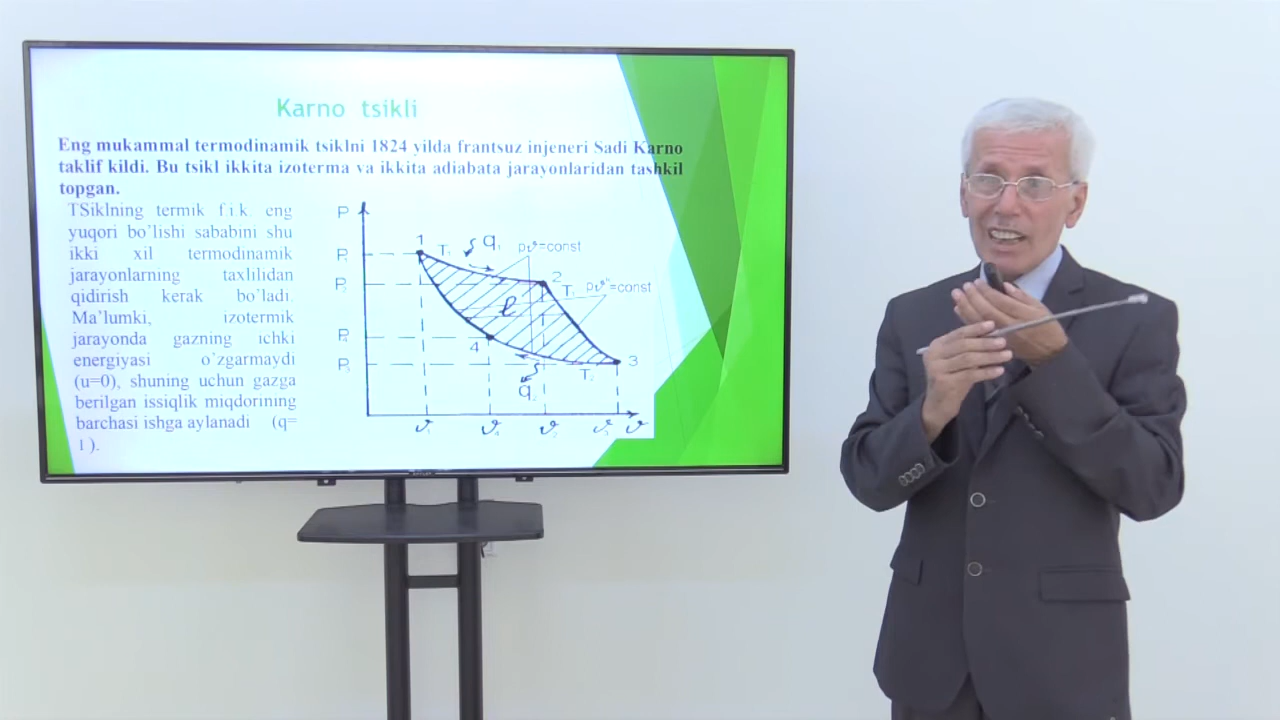 Karno tsikli
Eng mukammal termodinamik tsiklni 1824 yilda frantsuz injeneri Sadi Karno
taklif kildi. Bu tsikl ikkita izoterma va ikkita adiabata jarayonlaridan tashkil
topgan.
TSiklning termik f.i.k. eng
yuqori bo’lishi sababini shu
ikki xil termodinamik
jarayonlarning taxlilidan
qidirish kerak bo’ladi.
Ma’lumki, izotermik
jarayonda gazning ichki
energiyasi o’zgarmaydi
(u=0), shuning uchun gazga
berilgan issiqlik miqdorining
barchasi ishga aylanadi (q=
l ).
P
1 T₁ q₁ =const
2
T =const
ℓ
4
3
T₂
q₂